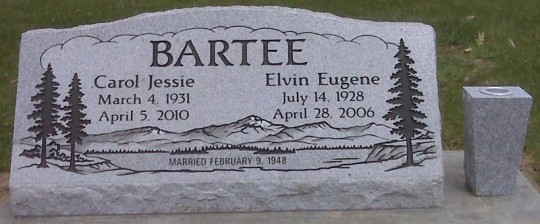 BARTEE
Carol Jessie
March 4, 1931
April 5, 2010
Elvin Eugene
July 14, 1928
April 28, 2006
MARRIED FEBRUARY 9, 1948